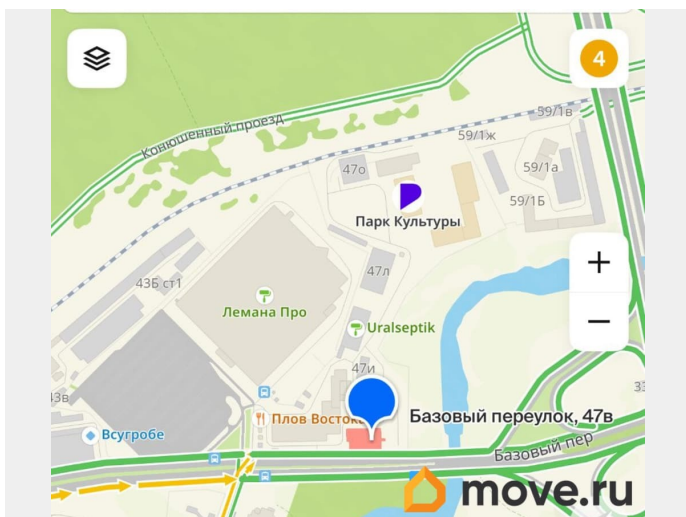 4
Конюшенный проезд
59/1в
59/1ж
47о
59/1а
59/1Б
Парк Культуры
+
47л
43Б ст1
Лемана Про
−
Uralseptik
47и
43в
Плов Востока
Базовый переулок, 47в
Всугробе
Базовый пер
move.ru